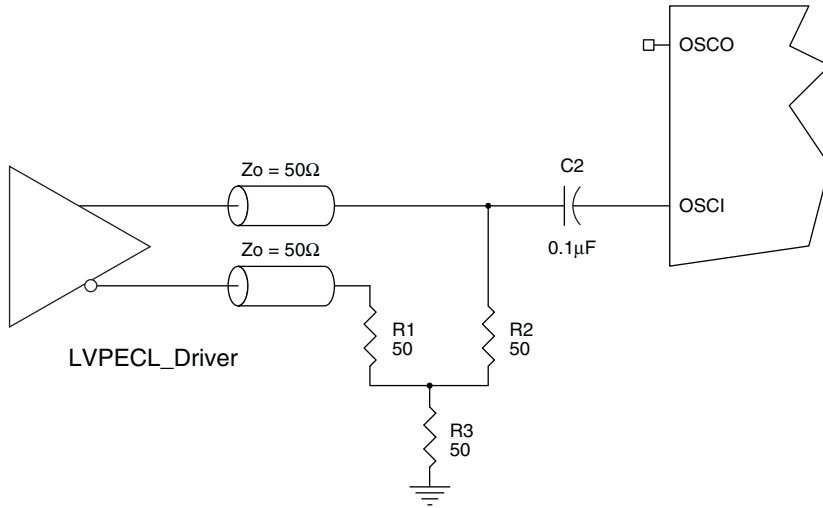 OSCO
C2
Zo = 50Ω
OSCI
0.1μF
Zo = 50Ω
R1
50
R2
50
LVPECL_Driver
R3
50